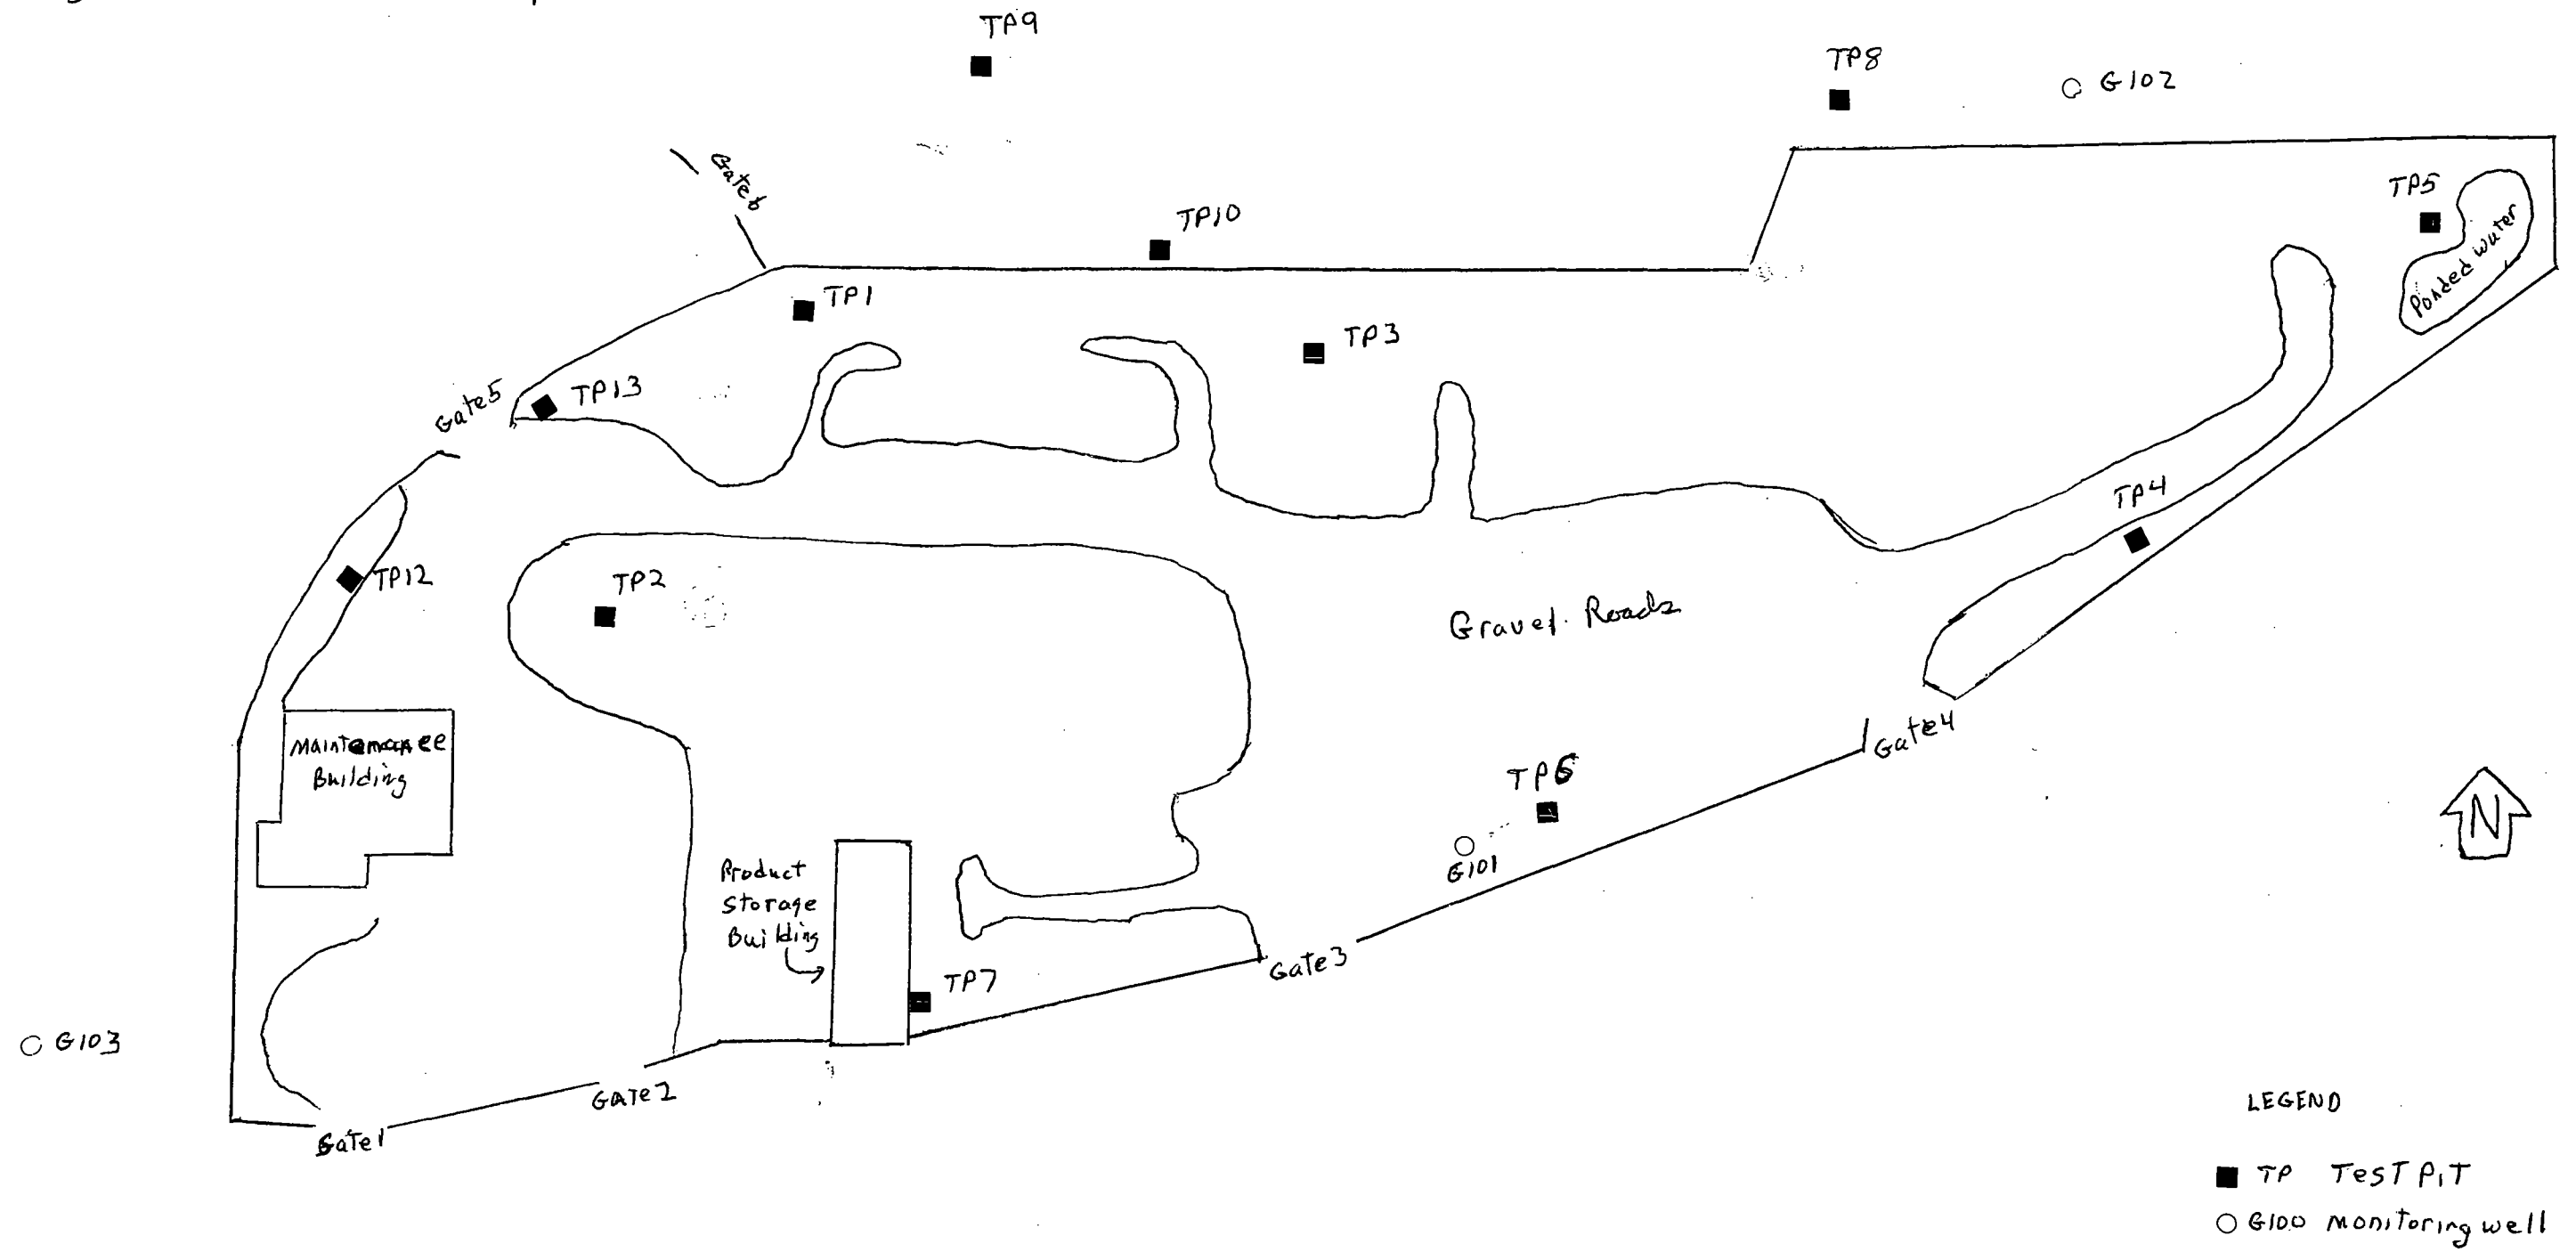 TP9
TP8
G102
Gate6
TP10
TP5
Ponded water
TP1
TP3
Gate5
TP13
TP4
TP12
TP2
Gravel Roads
Maintenance
Building
Gate4
TP6
N
G101
Product
Storage
Building
TP7
Gate3
G103
GATE2
Gate1
LEGEND
TP TEST PIT
G100 monitoring well